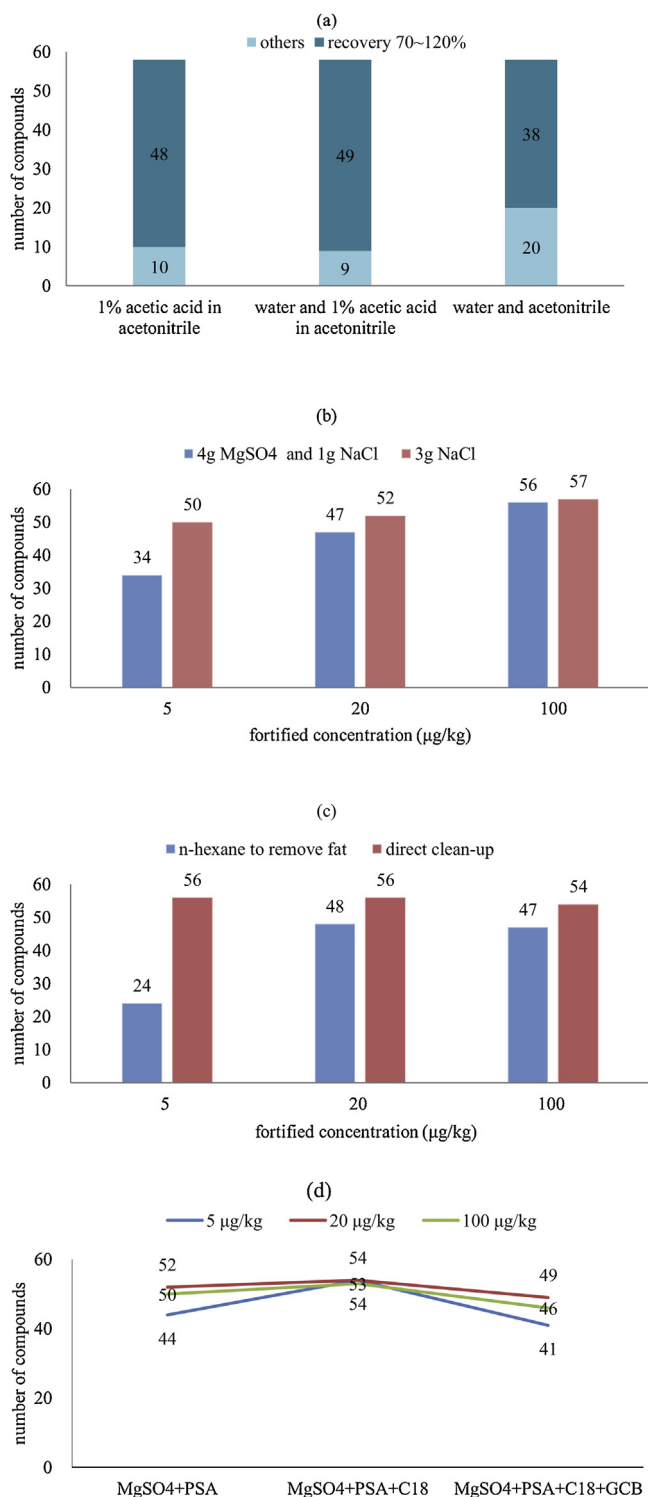 (a)
others recovery 70~120%
60
50
40
30
20
10
0
number of compounds
48
10
49
9
38
20
1% acetic acid in
acetonitrile
water and 1% acetic acid
in acetonitrile
water and acetonitrile
(b)
4g MgSO4 and 1g NaCl 3g NaCl
60
50
40
30
20
10
0
number of compounds
34
50
47
52
56
57
5
20
100
fortified concentration (μg/kg)
(c)
n-hexane to remove fat direct clean-up
60
50
40
30
20
10
0
number of compounds
24
56
48
56
47
54
5
20
100
fortified concentration (μg/kg)
(d)
5 μg/kg 20 μg/kg 100 μg/kg
60
40
20
0
number of compounds
52
50
44
54
53
54
49
46
41
MgSO4+PSA
MgSO4+PSA+C18
MgSO4+PSA+C18+GCB